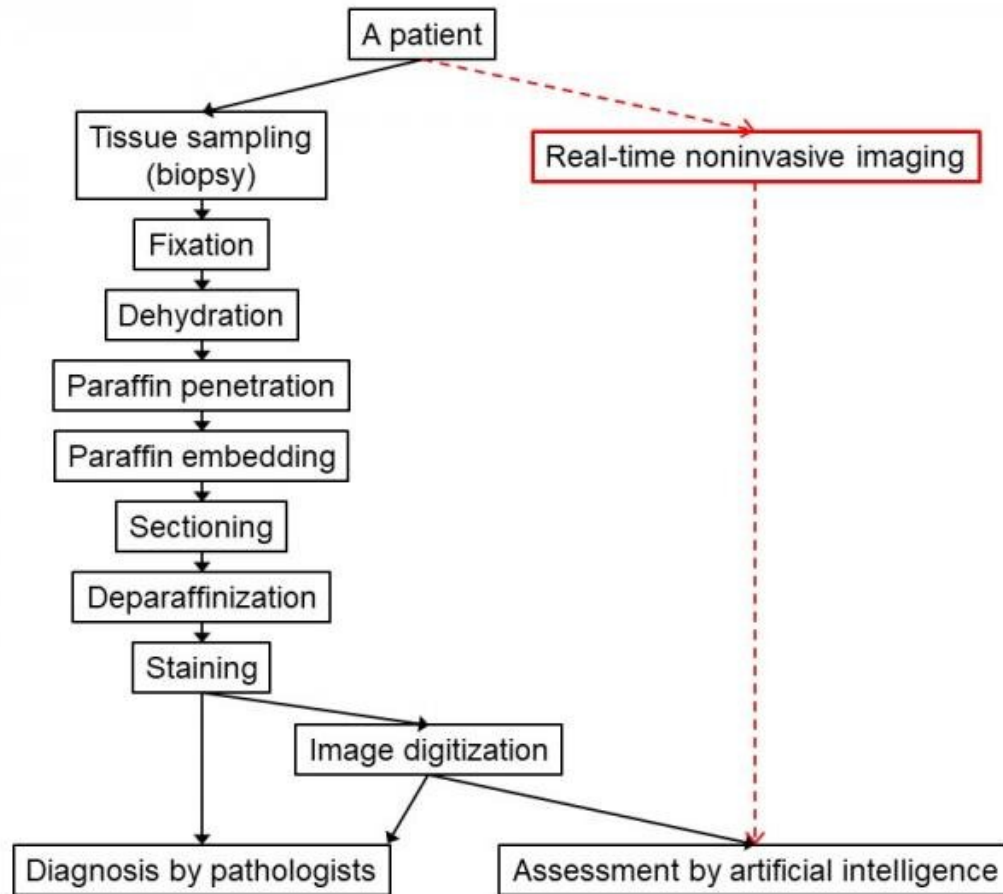 A patient
Tissue sampling
(biopsy)
Real-time noninvasive imaging
Fixation
Dehydration
Paraffin penetration
Paraffin embedding
Sectioning
Deparaffinization
Staining
Image digitization
Diagnosis by pathologists
Assessment by artificial intelligence